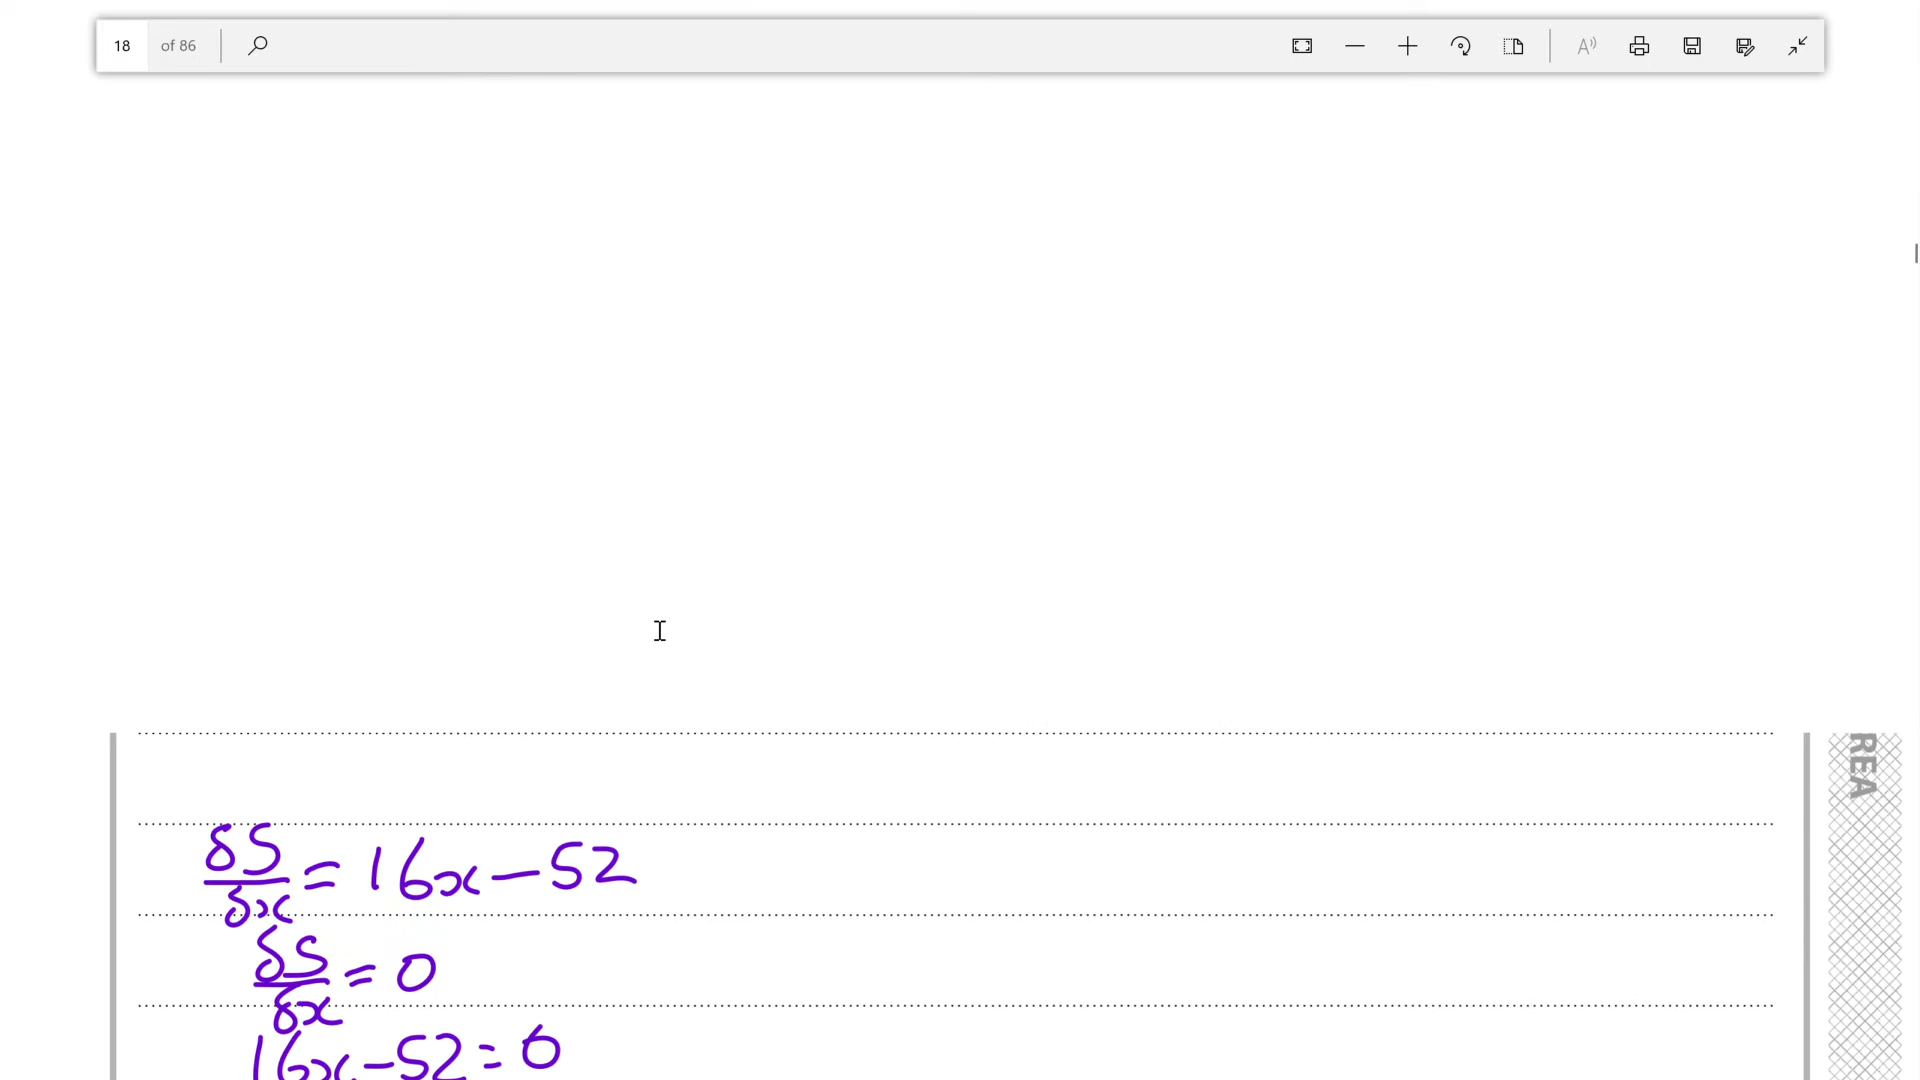 18 of 86
REA
δS/δx = 16x - 52
δS/δx = 0
16x - 52 = 0